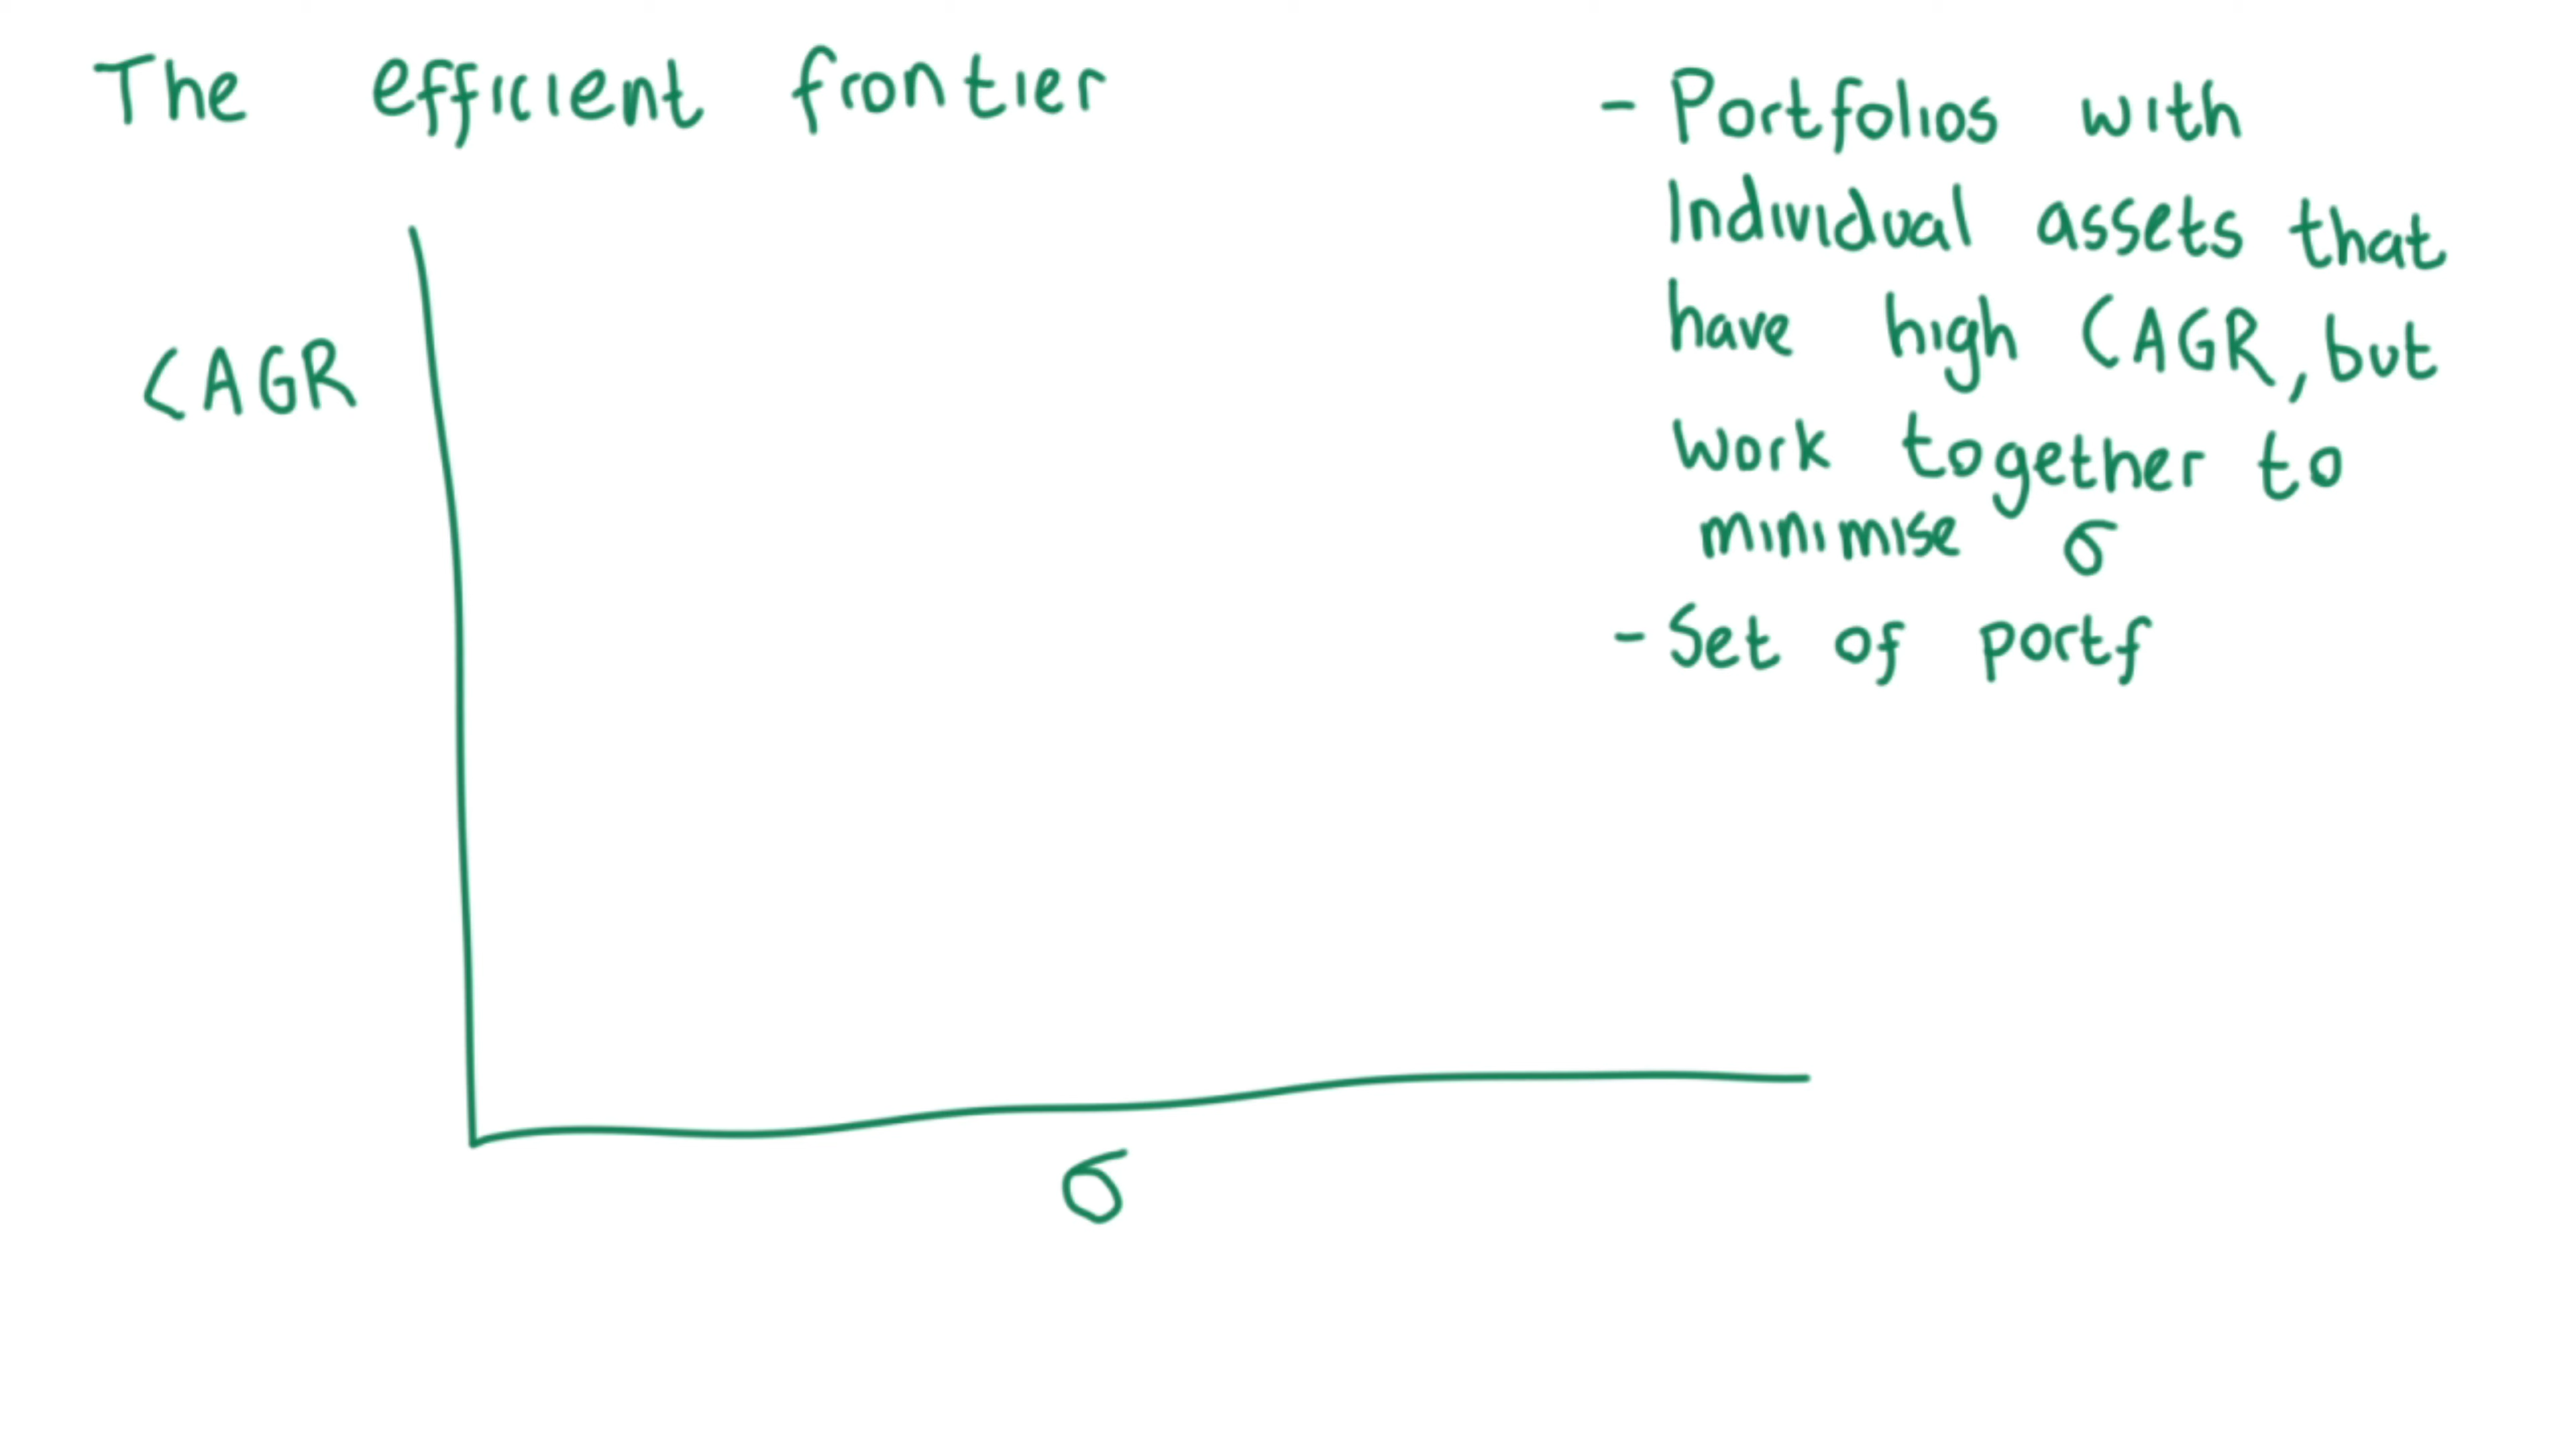 The efficient frontier
CAGR
σ
- Portfolios with
Individual assets that
have high CAGR, but
work together to
minimise σ
- Set of portf